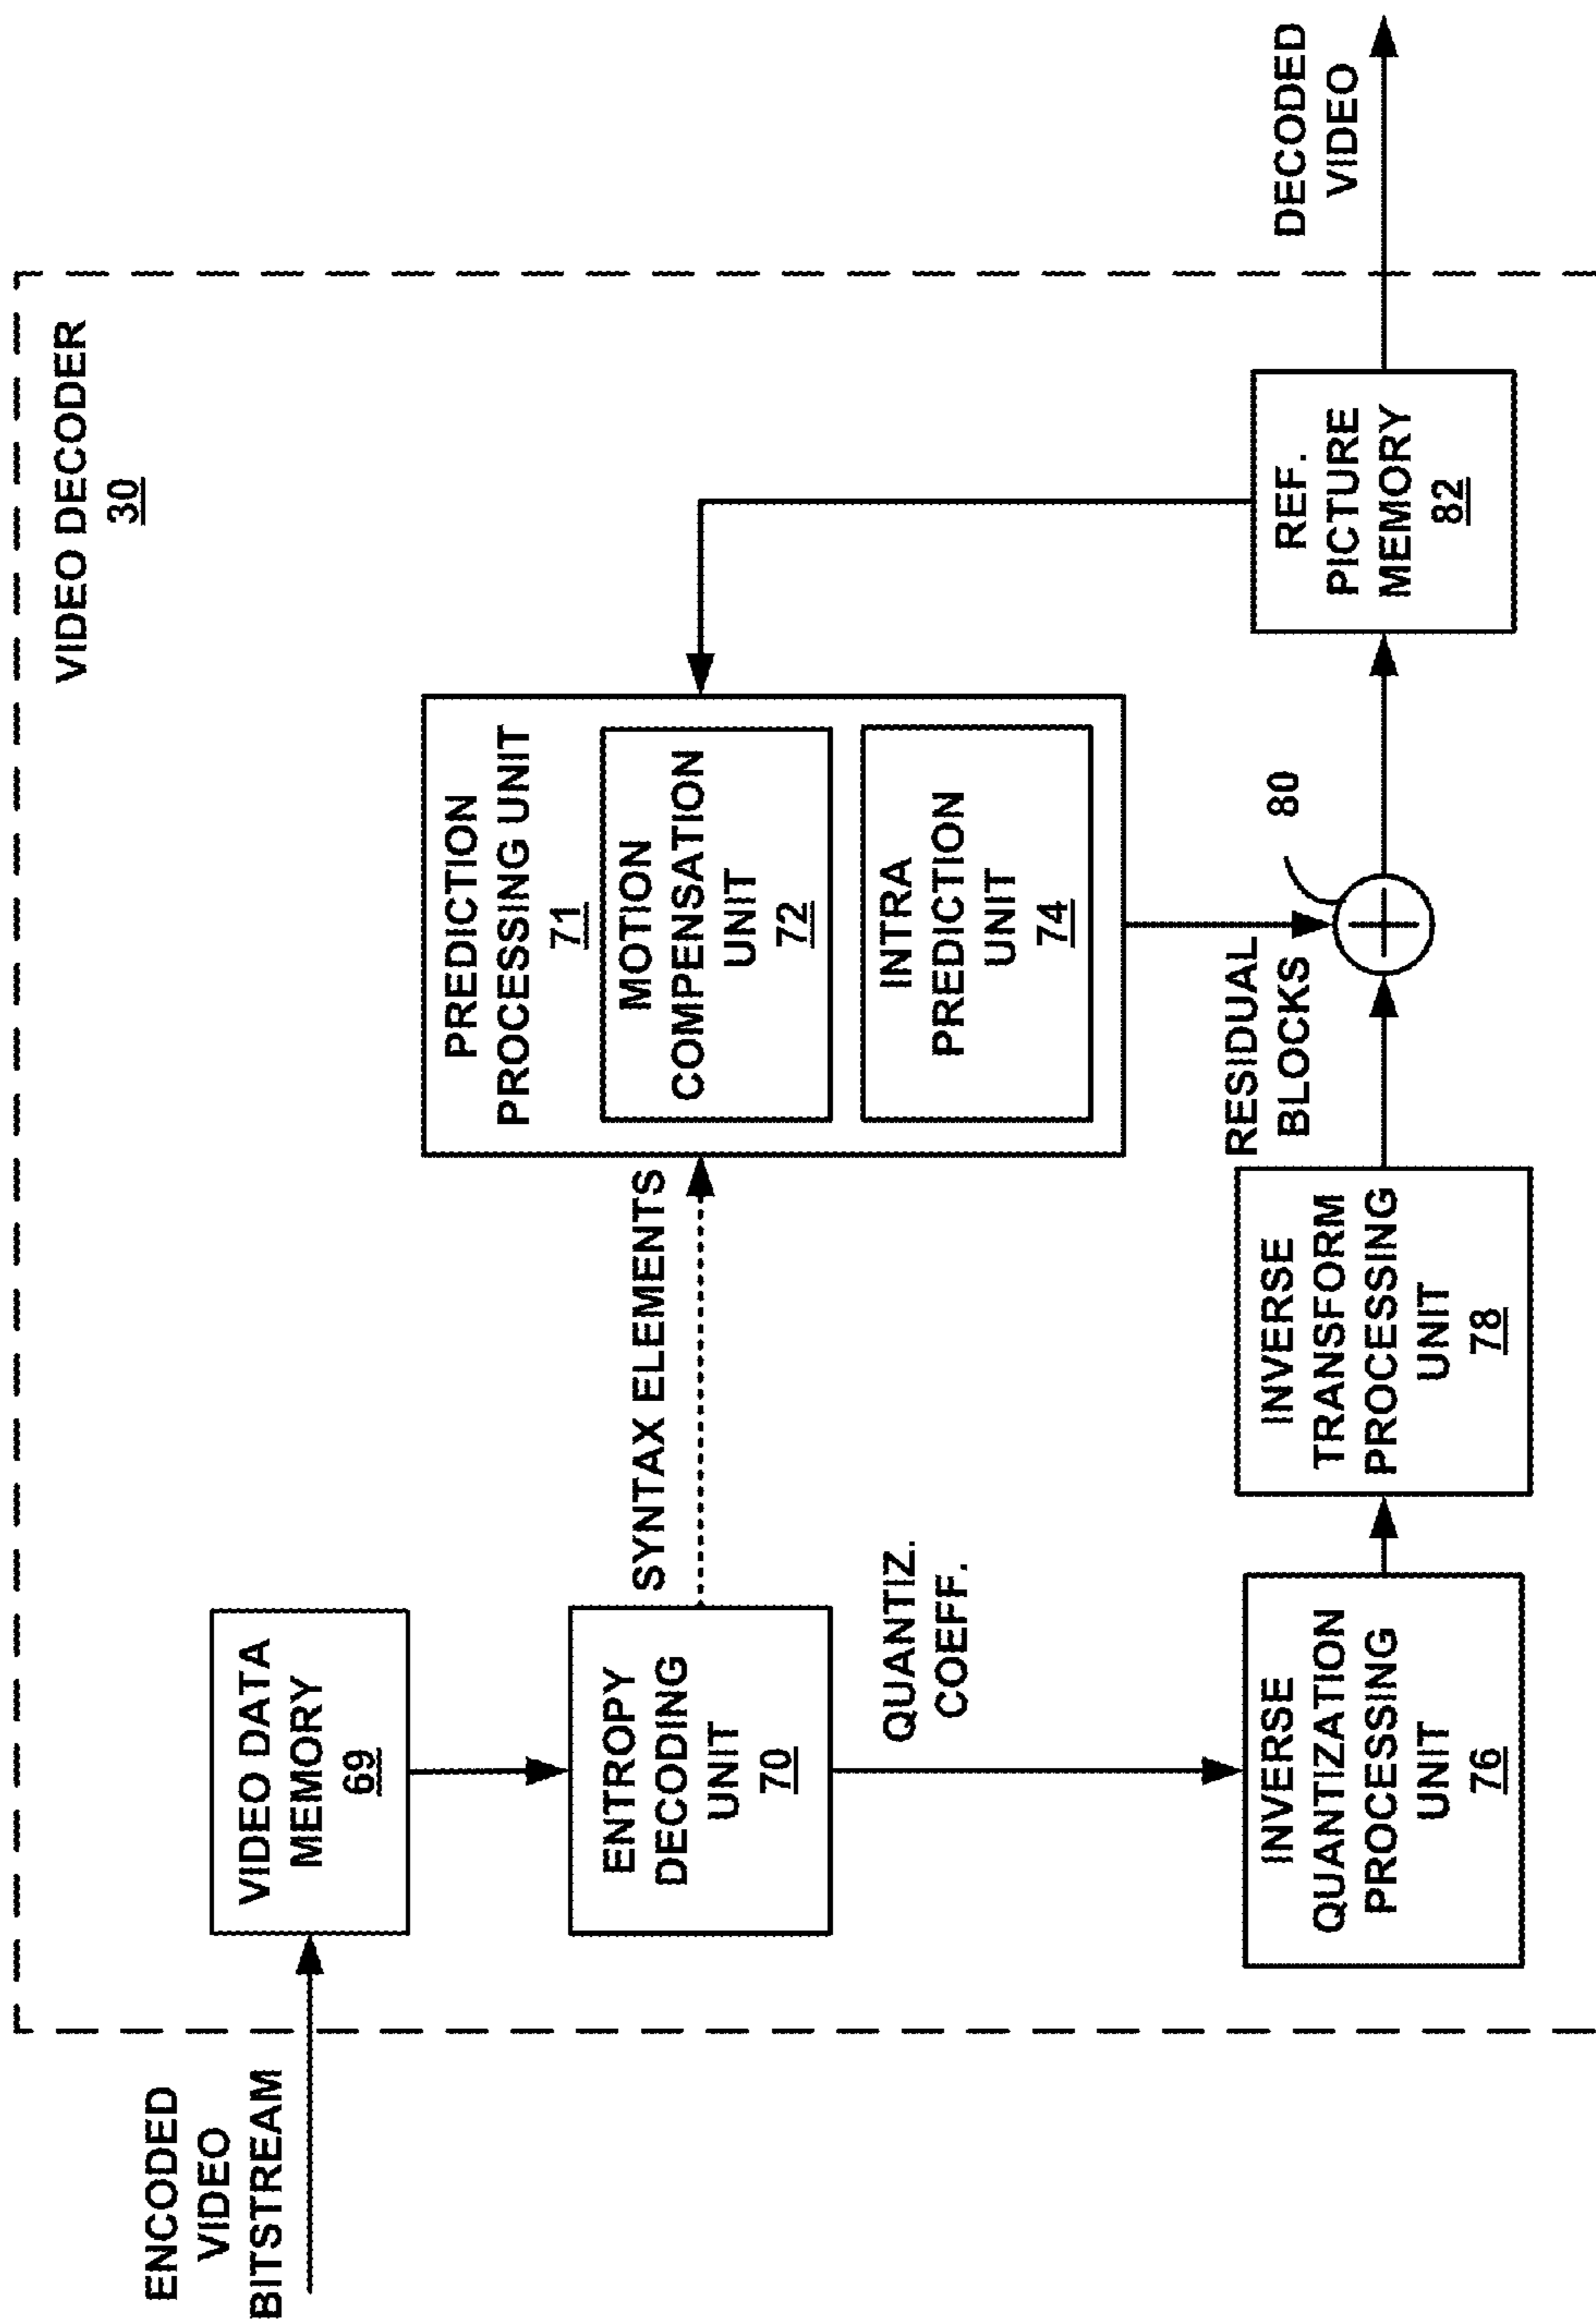 VIDEO DECODER
30
ENCODED
VIDEO
BITSTREAM
VIDEO DATA
MEMORY
69
ENTROPY
DECODING
UNIT
70
SYNTAX ELEMENTS
PREDICTION
PROCESSING UNIT
71
MOTION
COMPENSATION
UNIT
72
INTRA
PREDICTION
UNIT
74
QUANTIZ.
COEFF.
INVERSE
QUANTIZATION
PROCESSING
UNIT
76
INVERSE
TRANSFORM
PROCESSING
UNIT
78
RESIDUAL
BLOCKS
80
REF.
PICTURE
MEMORY
82
DECODED
VIDEO